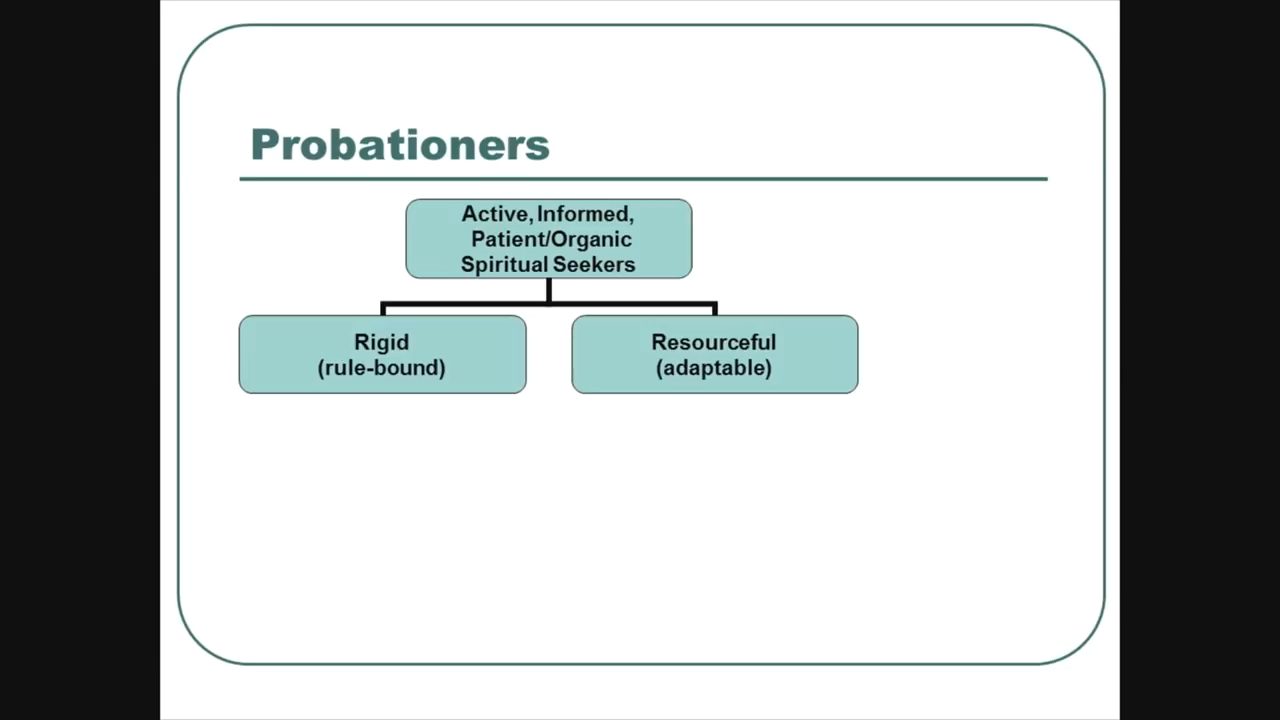 Probationers
Active, Informed,
Patient/Organic
Spiritual Seekers
Rigid
(rule-bound)
Resourceful
(adaptable)